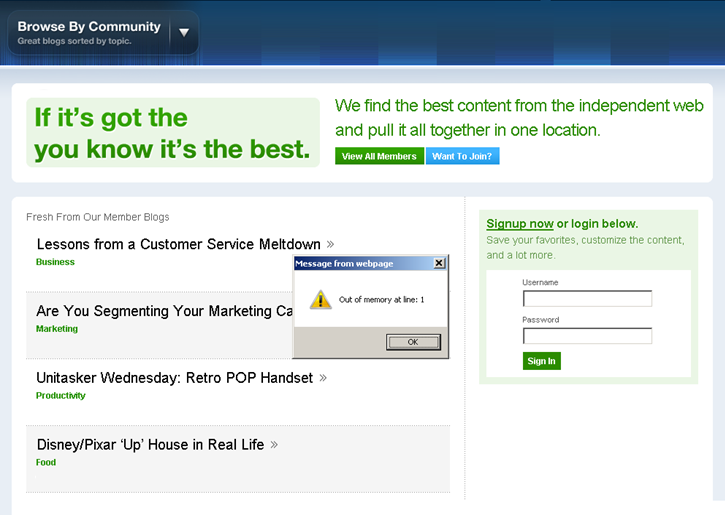 Browse By Community
Great blogs sorted by topic.
If it's got the
you know it's the best.
We find the best content from the independent web
and pull it all together in one location.
View All Members
Want To Join?
Fresh From Our Member Blogs
Lessons from a Customer Service Meltdown »
Business
Are You Segmenting Your Marketing Ca
Marketing
Unitasker Wednesday: Retro POP Handset »
Productivity
Disney/Pixar ‘Up’ House in Real Life »
Food
Message from webpage
Out of memory at line: 1
OK
Signup now or login below.
Save your favorites, customize the content,
and a lot more.
Username
Password
Sign In